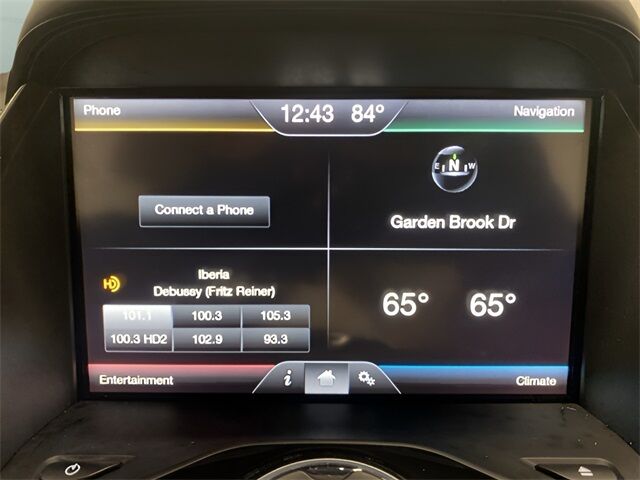 Phone
12:43 84°
Navigation
E N W
Connect a Phone
Garden Brook Dr
HD
Iberia
Debussy (Fritz Reiner)
101.1 100.3 105.3
100.3 HD2 102.9 93.3
65° 65°
Entertainment
i
Climate